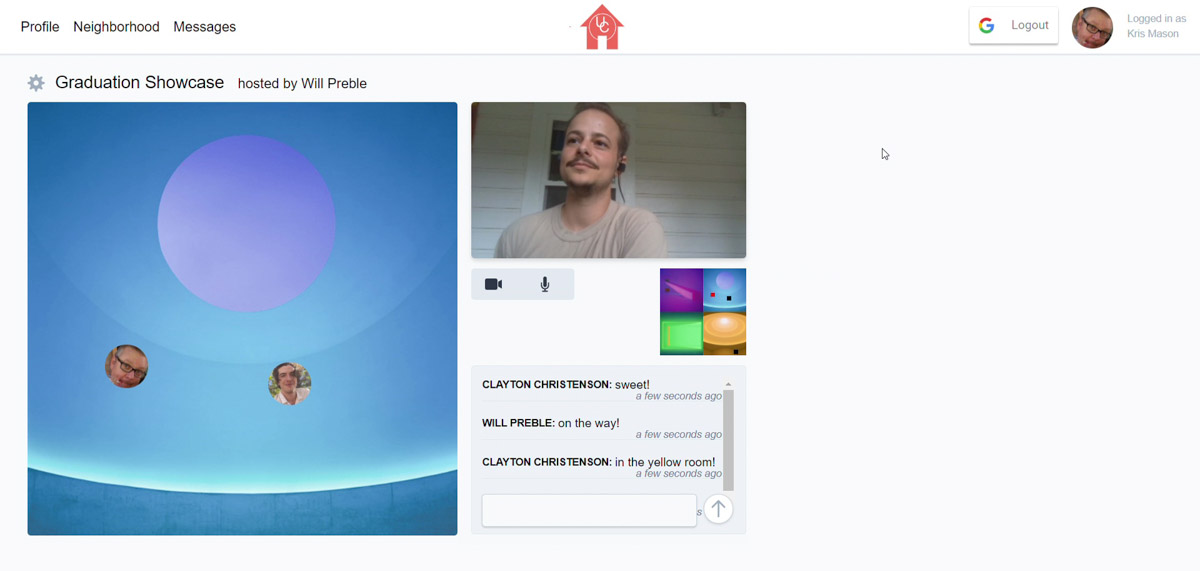 Profile Neighborhood Messages
UC
Logout
Logged in as
Kris Mason
Graduation Showcase hosted by Will Preble
CLAYTON CHRISTENSON: sweet!
a few seconds ago
WILL PREBLE: on the way!
a few seconds ago
CLAYTON CHRISTENSON: in the yellow room!
a few seconds ago
s